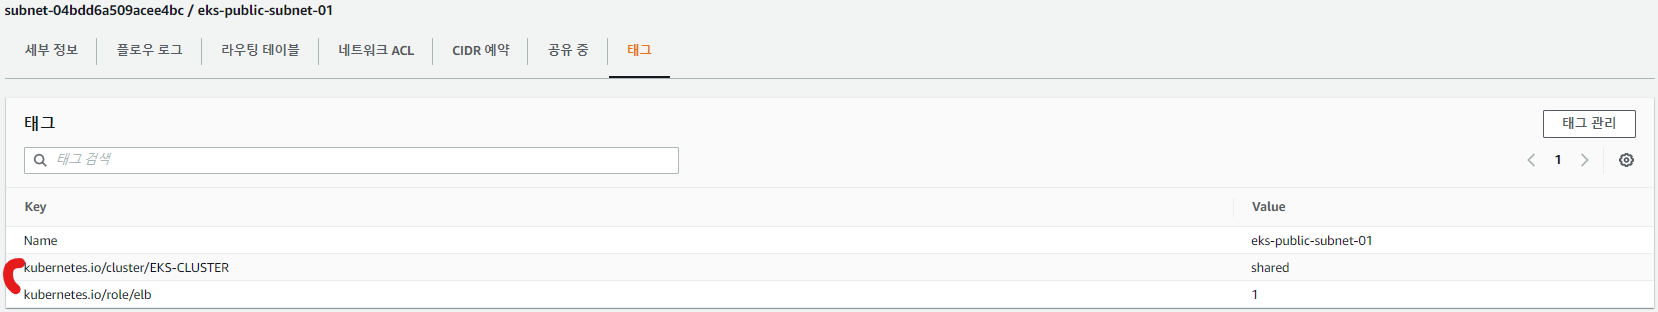 subnet-04bdd6a509acee4bc / eks-public-subnet-01
세부 정보 플로우 로그 라우팅 테이블 네트워크 ACL CIDR 예약 공유 중 태그
태그 태그 관리
태그 검색 1
Key Value
Name eks-public-subnet-01
kubernetes.io/cluster/EKS-CLUSTER shared
kubernetes.io/role/elb 1